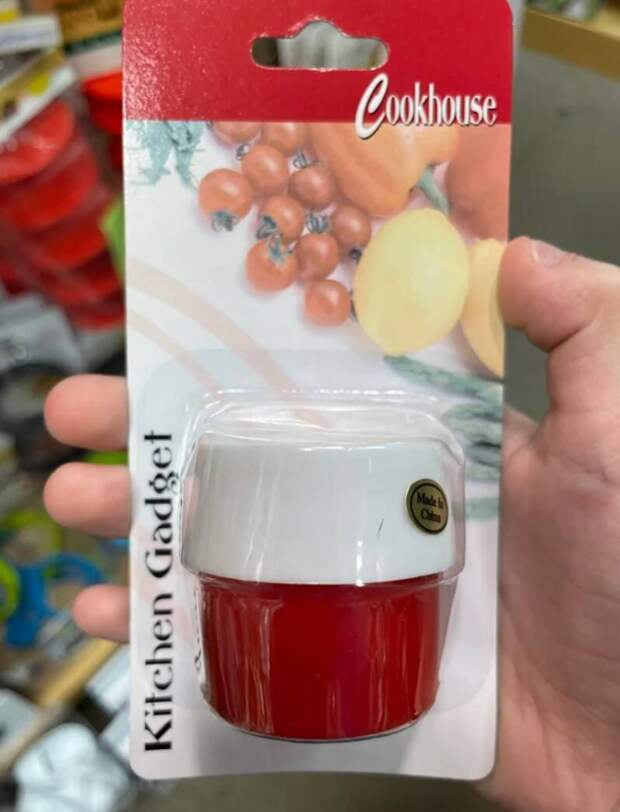 Cookhouse
Kitchen Gadget
Made In
China